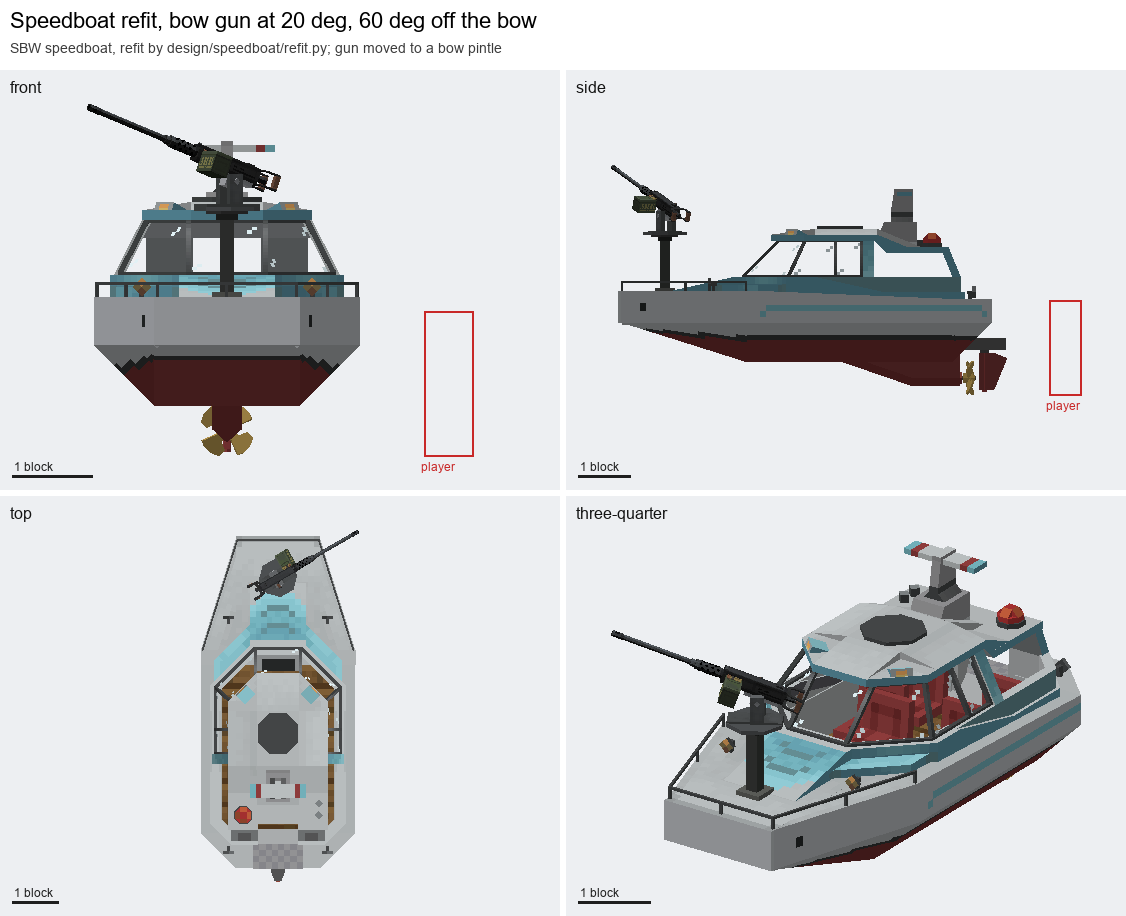 Speedboat refit, bow gun at 20 deg, 60 deg off the bow
SBW speedboat, refit by design/speedboat/refit.py; gun moved to a bow pintle
front
side
player
1 block
player
1 block
top
three-quarter
1 block
1 block